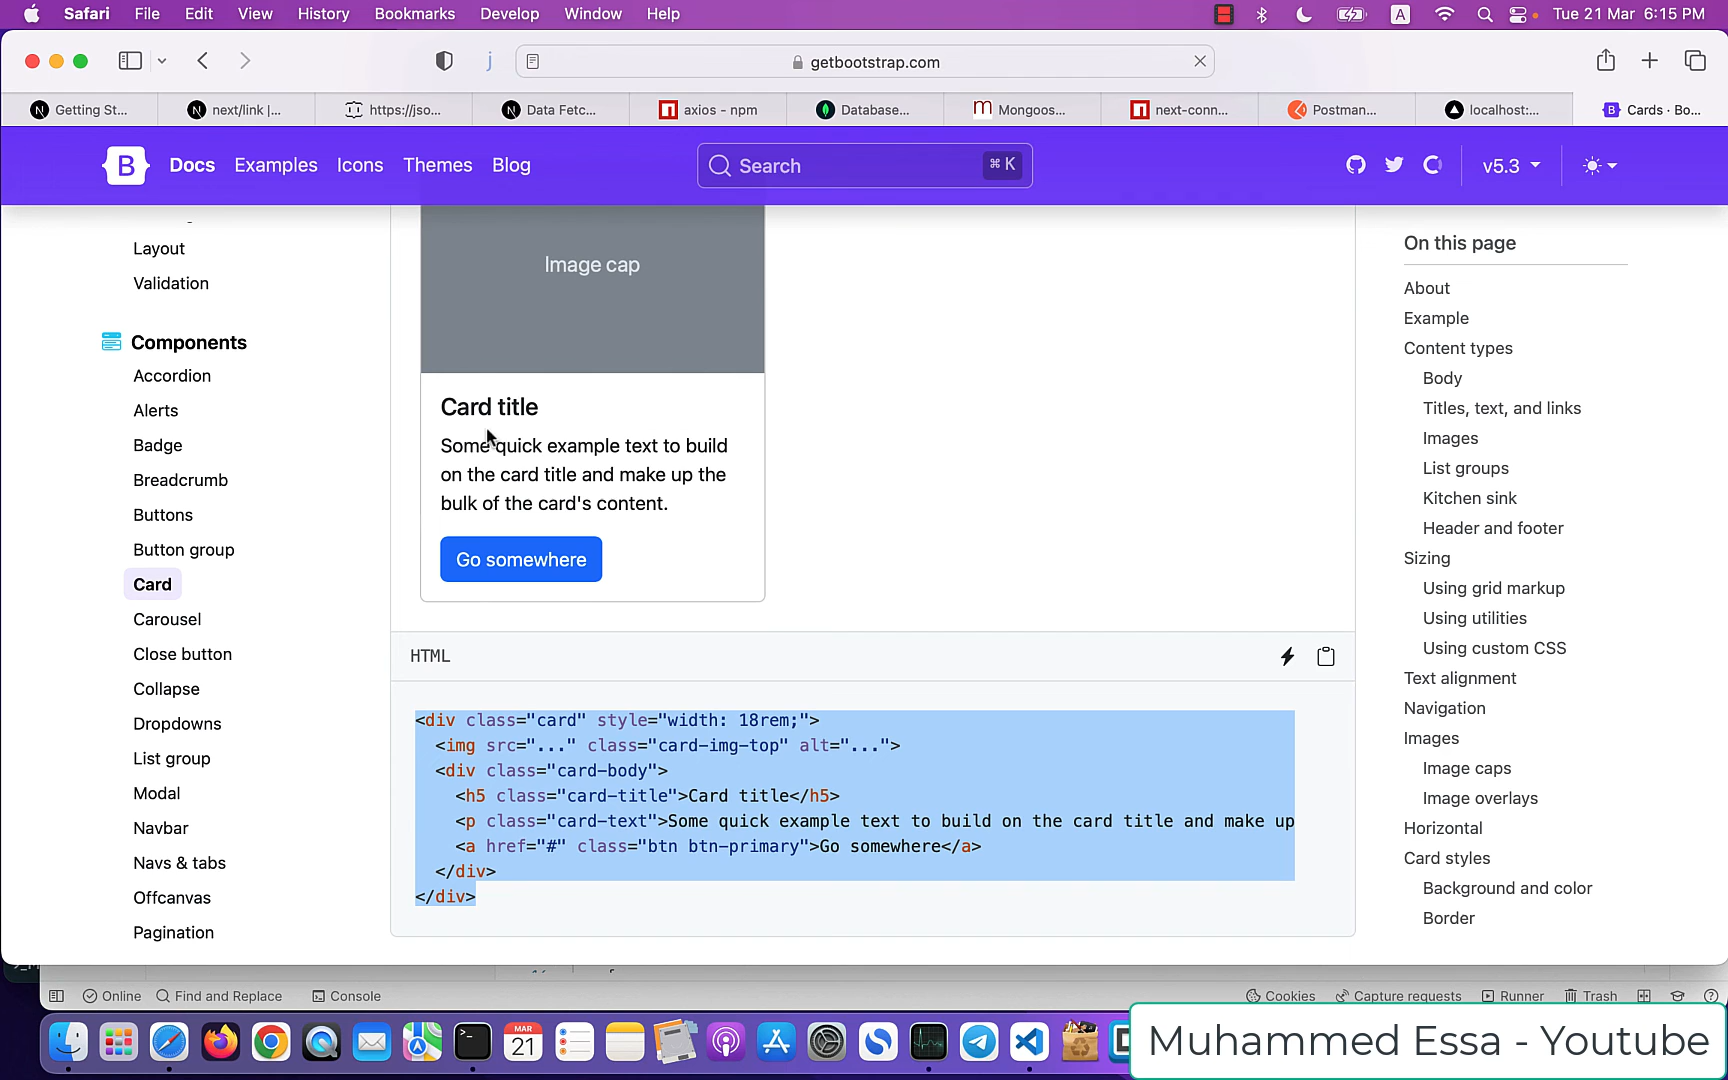 Safari File Edit View History Bookmarks Develop Window Help A Tue 21 Mar 6:15 PM
j getbootstrap.com
Getting St... next/link |... https://jso... Data Fetc... axios - npm Database... Mongoos... next-conn... Postman... localhost:... Cards · Bo...
B Docs Examples Icons Themes Blog Search ⌘ K v5.3
Layout
Validation
Components
Accordion
Alerts
Badge
Breadcrumb
Buttons
Button group
Card
Carousel
Close button
Collapse
Dropdowns
List group
Modal
Navbar
Navs & tabs
Offcanvas
Pagination
Image cap
Card title
Some quick example text to build
on the card title and make up the
bulk of the card's content.
Go somewhere
HTML
<div class="card" style="width: 18rem;">
<img src="..." class="card-img-top" alt="...">
<div class="card-body">
<h5 class="card-title">Card title</h5>
<p class="card-text">Some quick example text to build on the card title and make up
<a href="#" class="btn btn-primary">Go somewhere</a>
</div>
</div>
On this page
About
Example
Content types
Body
Titles, text, and links
Images
List groups
Kitchen sink
Header and footer
Sizing
Using grid markup
Using utilities
Using custom CSS
Text alignment
Navigation
Images
Image caps
Image overlays
Horizontal
Card styles
Background and color
Border
Online Find and Replace Console Cookies Capture requests Runner Trash
MAR
21
Muhammed Essa - Youtube